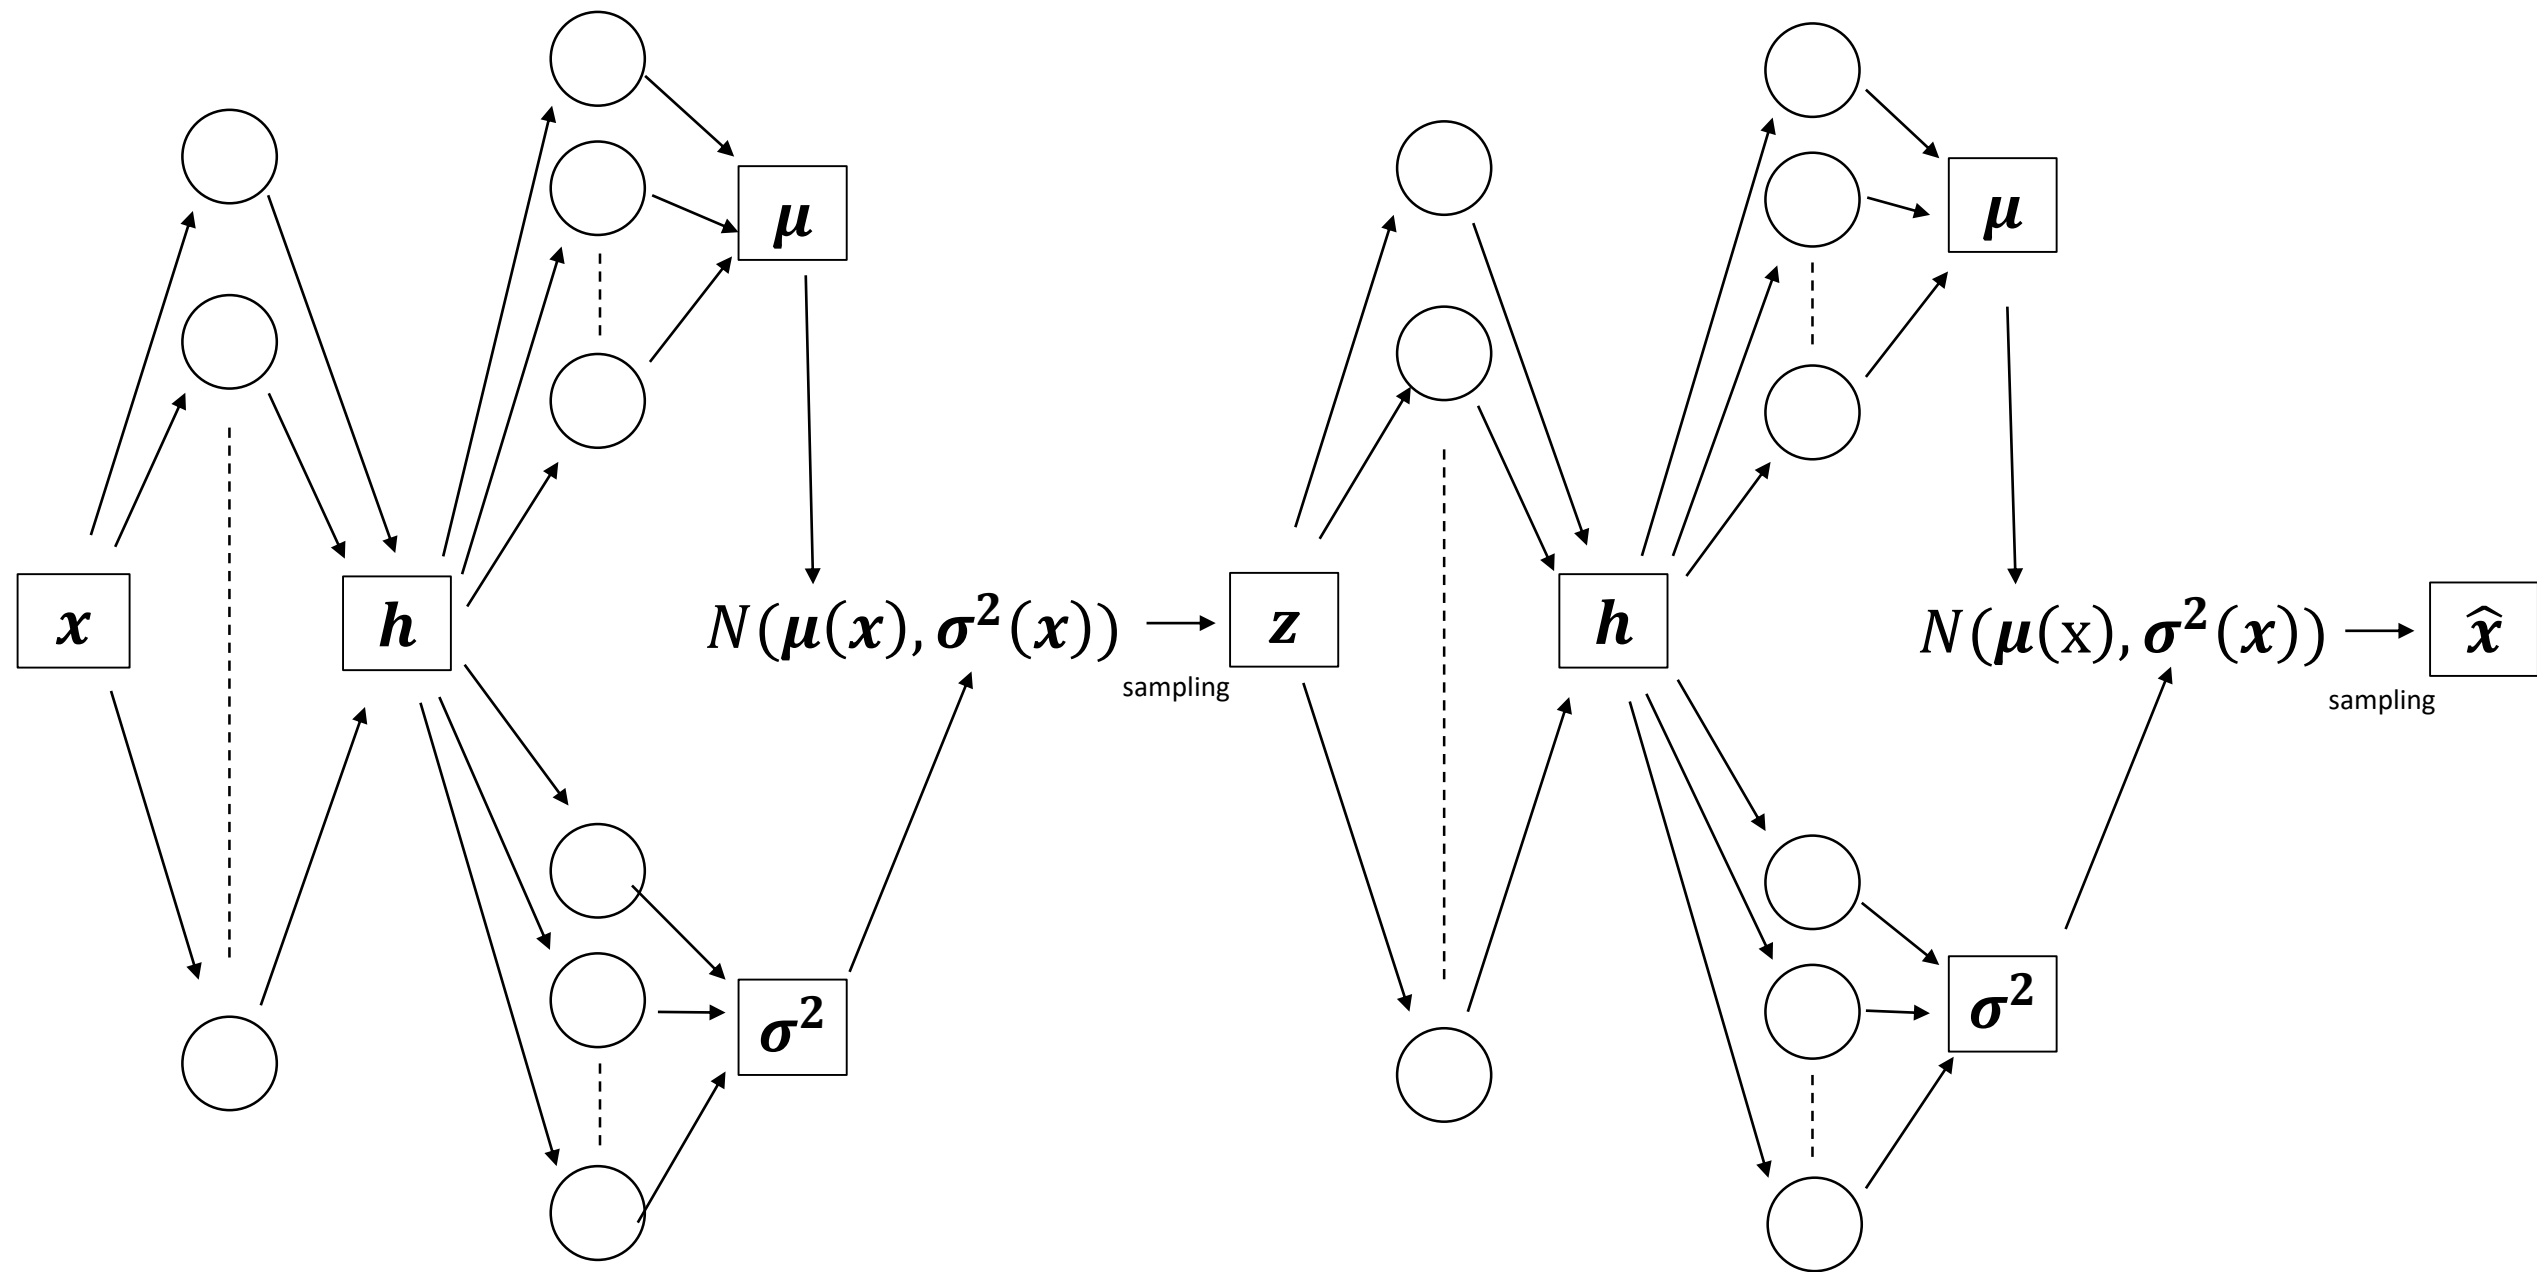 x
h
μ
σ²
N(μ(x), σ²(x))
sampling
z
h
μ
σ²
N(μ(x), σ²(x))
sampling
x̂